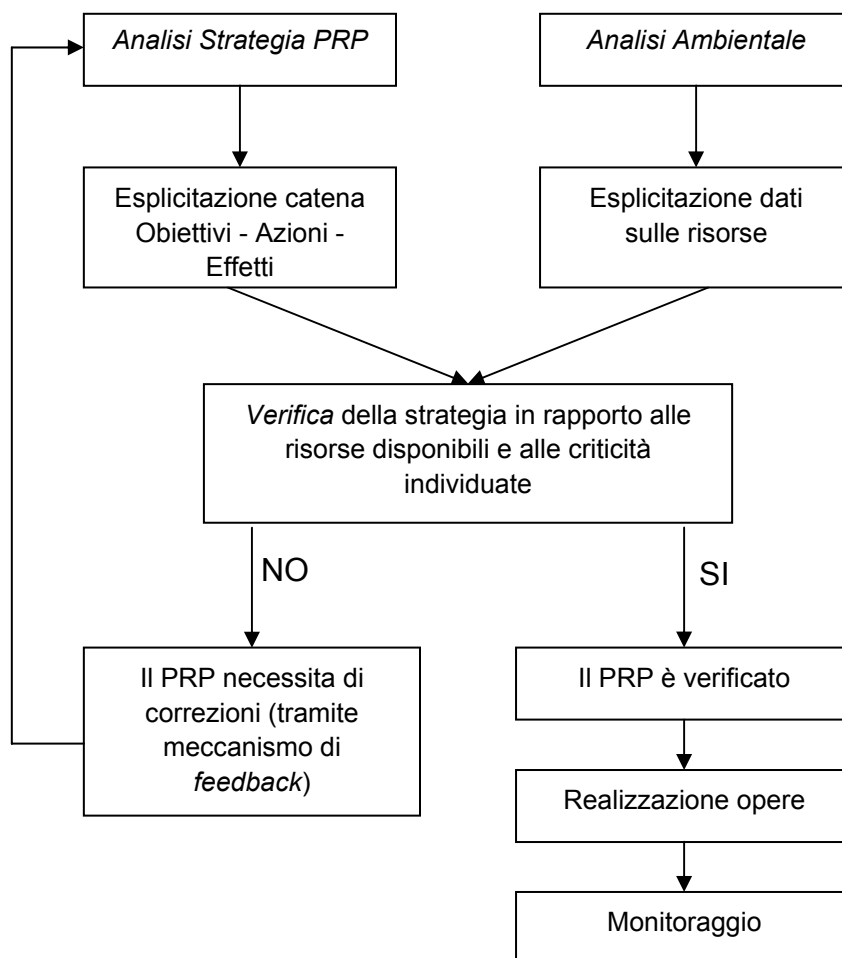 Analisi Strategia PRP
Analisi Ambientale
Esplicitazione catena
Obiettivi - Azioni -
Effetti
Esplicitazione dati
sulle risorse
Verifica della strategia in rapporto alle
risorse disponibili e alle criticità
individuate
NO
SI
Il PRP necessita di
correzioni (tramite
meccanismo di
feedback)
Il PRP è verificato
Realizzazione opere
Monitoraggio